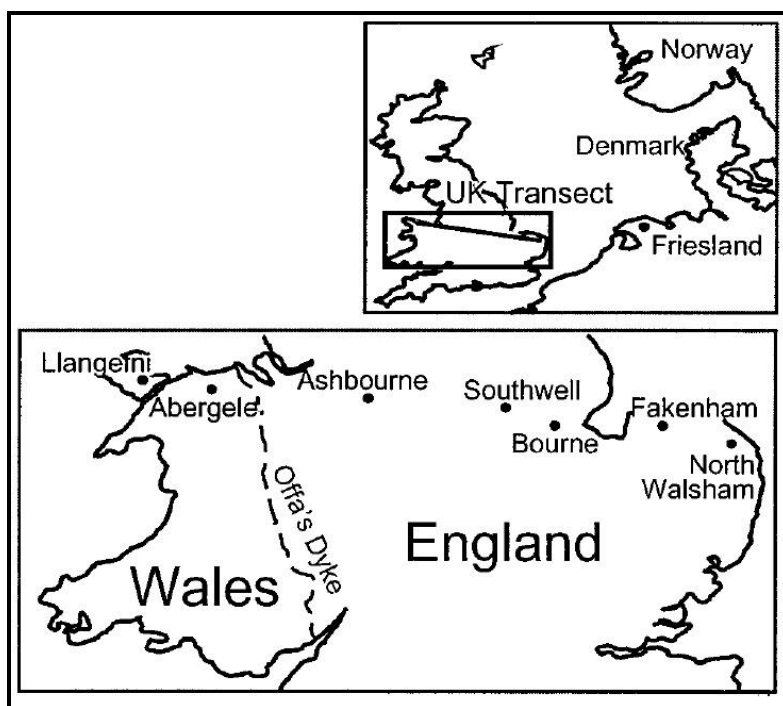 Norway
Denmark
UK Transect
Friesland
Llangefni
Abergele
Ashbourne
Southwell
Bourne
Fakenham
North
Walsham
Offa's Dyke
England
Wales